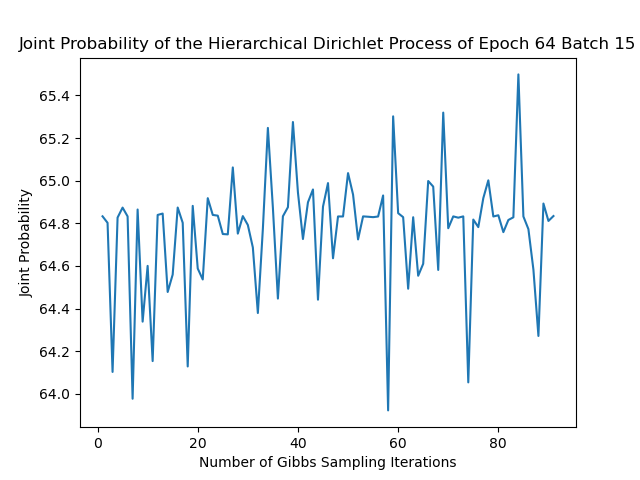 Joint Probability of the Hierarchical Dirichlet Process of Epoch 64 Batch 15
65.4
65.2
65.0
64.8
64.6
64.4
64.2
64.0
Joint Probability
0 20 40 60 80
Number of Gibbs Sampling Iterations